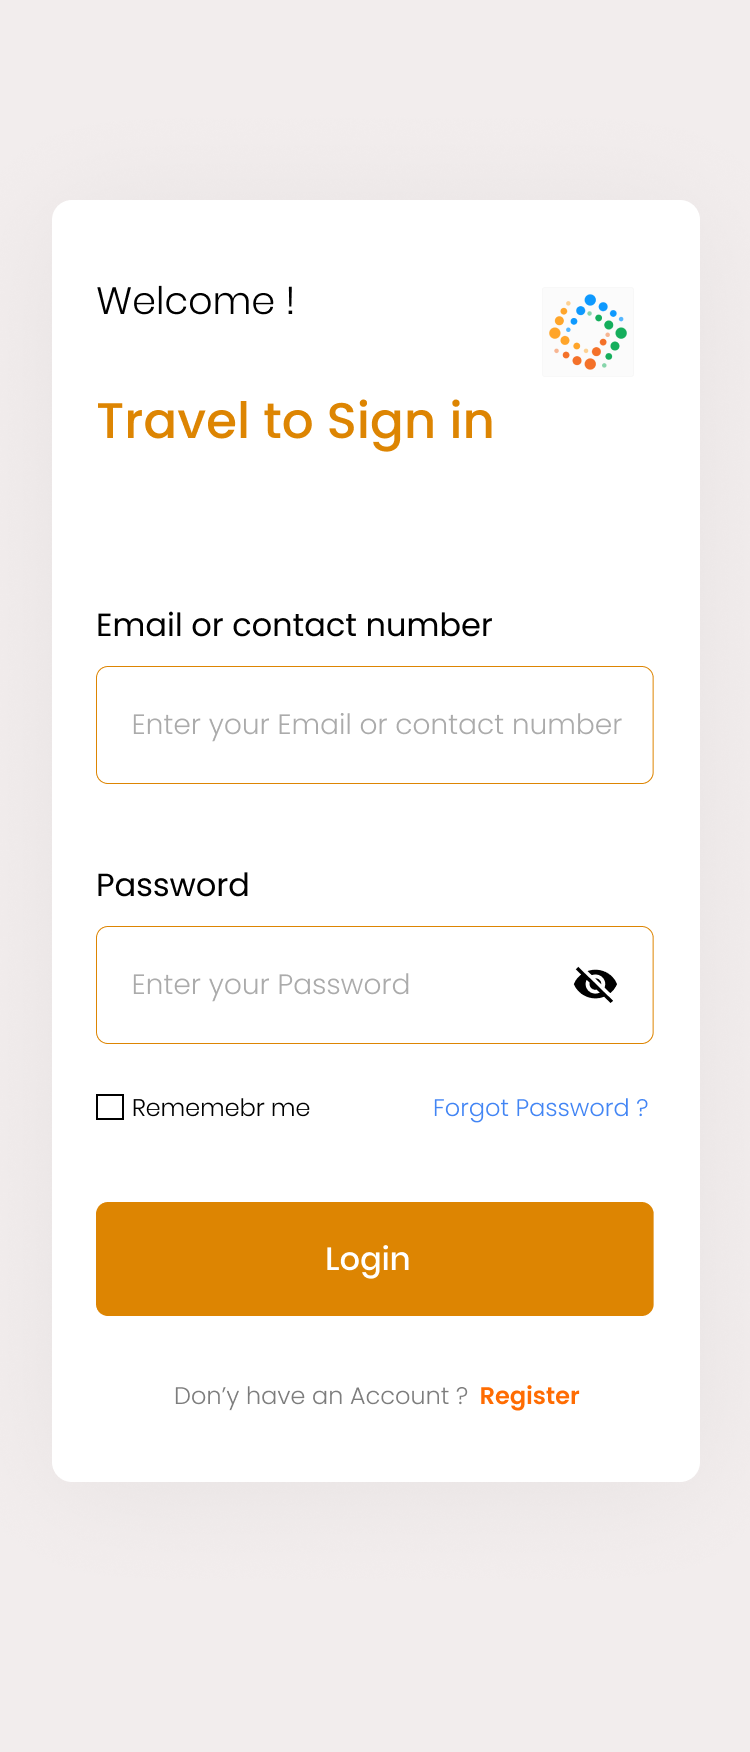 Welcome !
Travel to Sign in
Email or contact number
Enter your Email or contact number
Password
Enter your Password
Rememebr me
Forgot Password ?
Login
Don’y have an Account ? Register